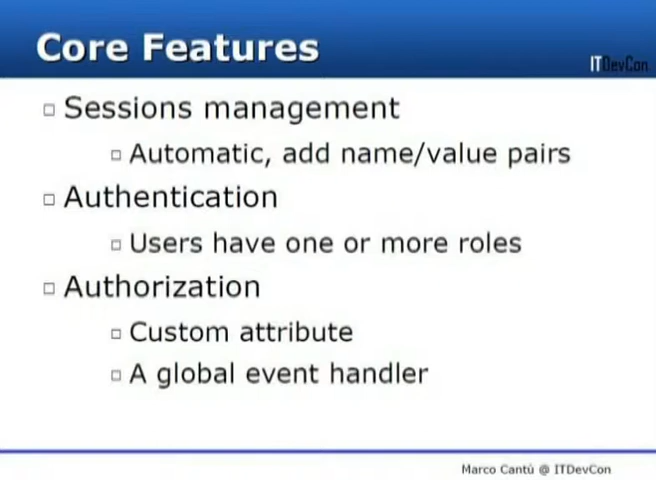 Core Features
ITDevCon
Sessions management
Automatic, add name/value pairs
Authentication
Users have one or more roles
Authorization
Custom attribute
A global event handler
Marco Cantù @ ITDevCon